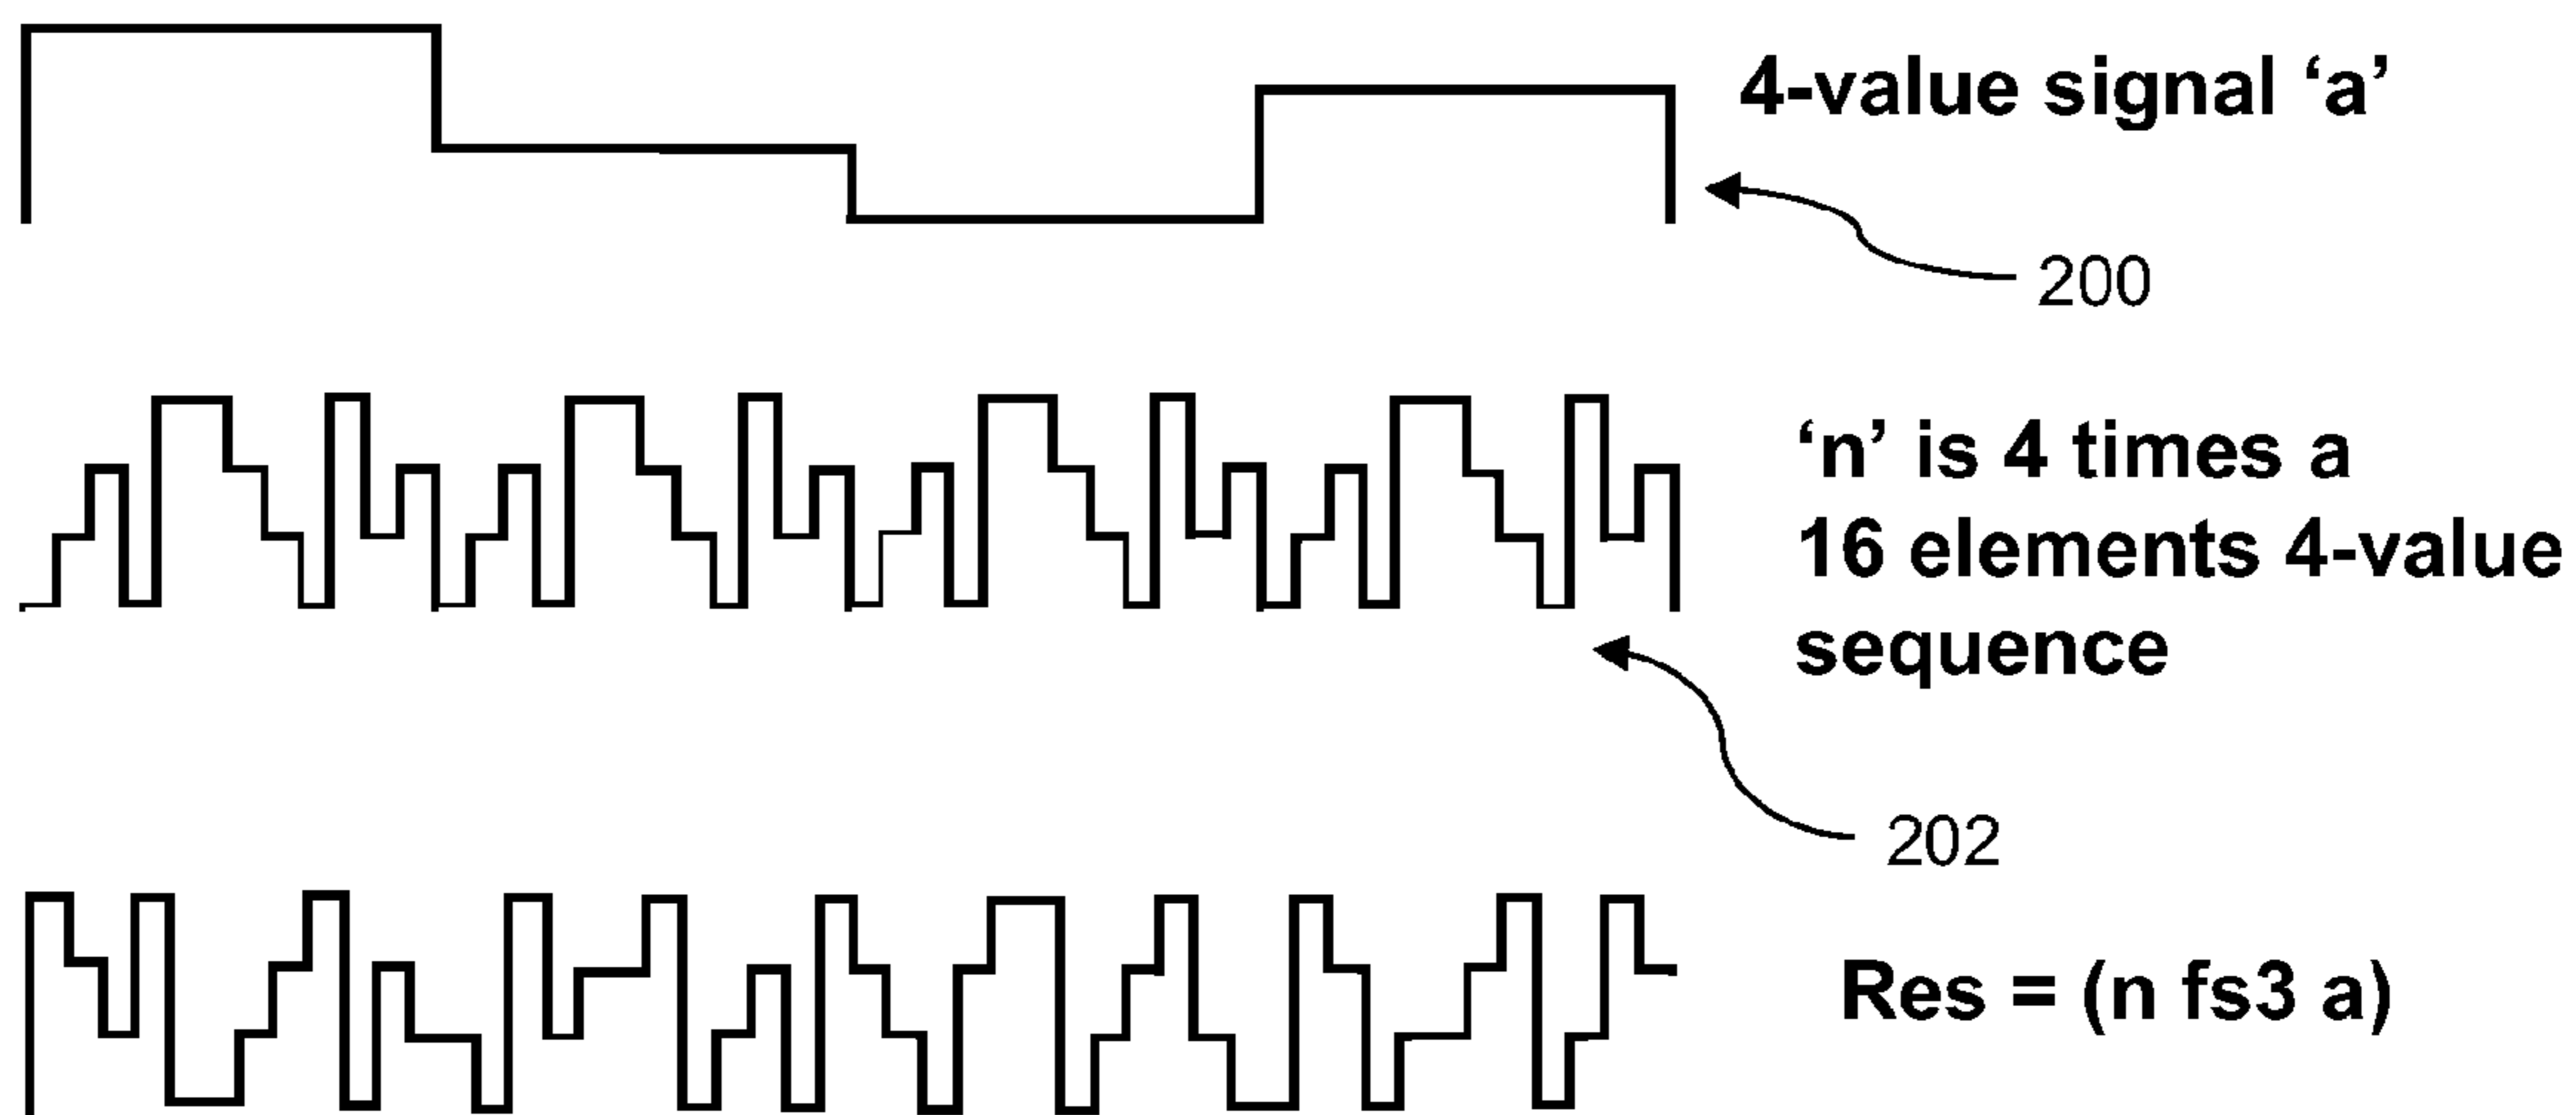 4-value signal ‘a’
200
‘n’ is 4 times a
16 elements 4-value
sequence
202
Res = (n fs3 a)